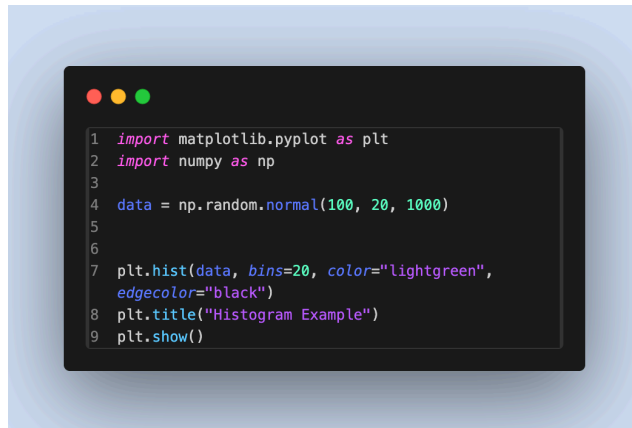 1 import matplotlib.pyplot as plt
2 import numpy as np
3
4 data = np.random.normal(100, 20, 1000)
5
6
7 plt.hist(data, bins=20, color="lightgreen",
edgecolor="black")
8 plt.title("Histogram Example")
9 plt.show()